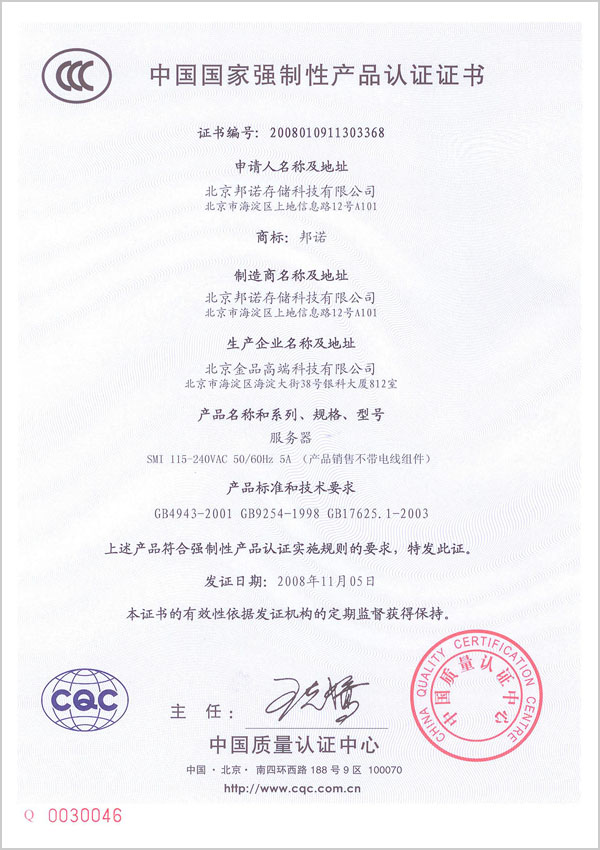 CCC
中国国家强制性产品认证证书
证书编号：2008010911303368
申请人名称及地址
北京邦诺存储科技有限公司
北京市海淀区上地信息路12号A101
商标：邦诺
制造商名称及地址
北京邦诺存储科技有限公司
北京市海淀区上地信息路12号A101
生产企业名称及地址
北京金品高端科技有限公司
北京市海淀区海淀大街38号银科大厦812室
产品名称和系列、规格、型号
服务器
SMI 115-240VAC 50/60Hz 5A （产品销售不带电线组件）
产品标准和技术要求
GB4943-2001 GB9254-1998 GB17625.1-2003
上述产品符合强制性产品认证实施规则的要求，特发此证。
发证日期：2008年11月05日
本证书的有效性依据发证机构的定期监督获得保持。
CQC
主 任：
CHINA QUALITY CERTIFICATION CENTRE
中国质量认证中心
中国质量认证中心
中国·北京·南四环西路 188 号 9 区 100070
http://www.cqc.com.cn
Q 0030046